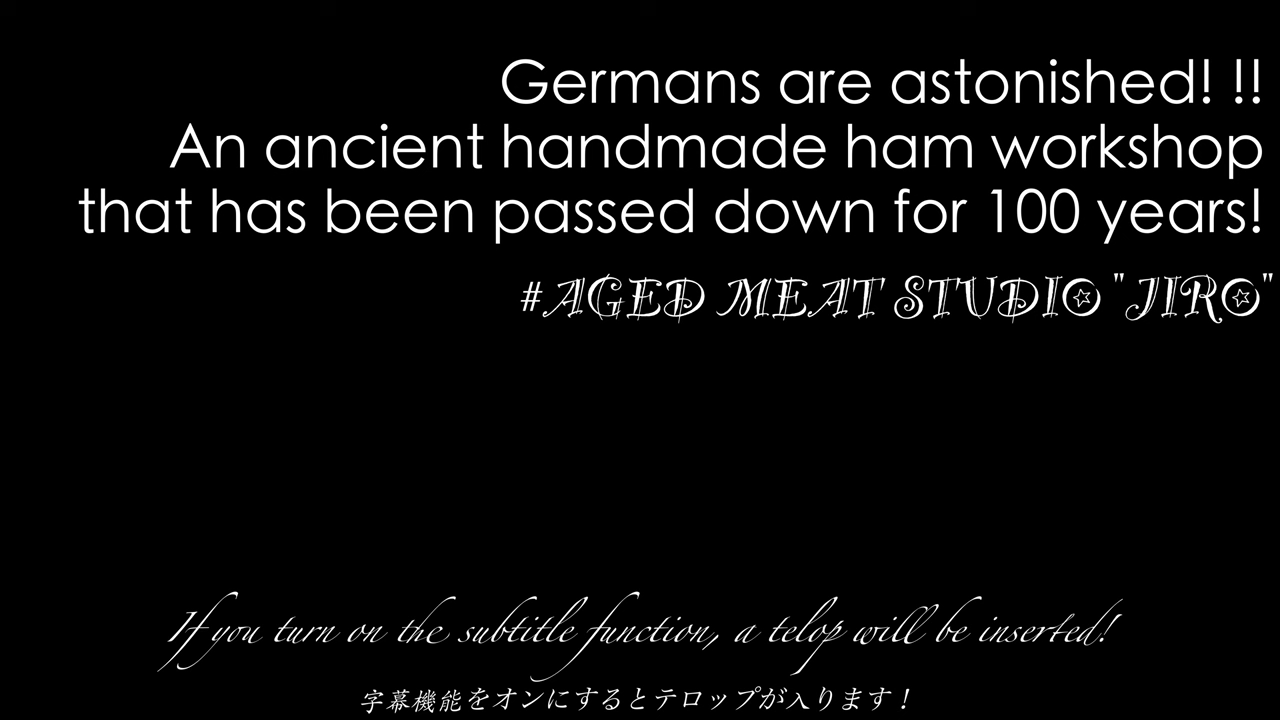 Germans are astonished! !!
An ancient handmade ham workshop
that has been passed down for 100 years!
#AGED MEAT STUDIO "JIRO"
If you turn on the subtitle function, a telop will be inserted!
字幕機能をオンにするとテロップが入ります！